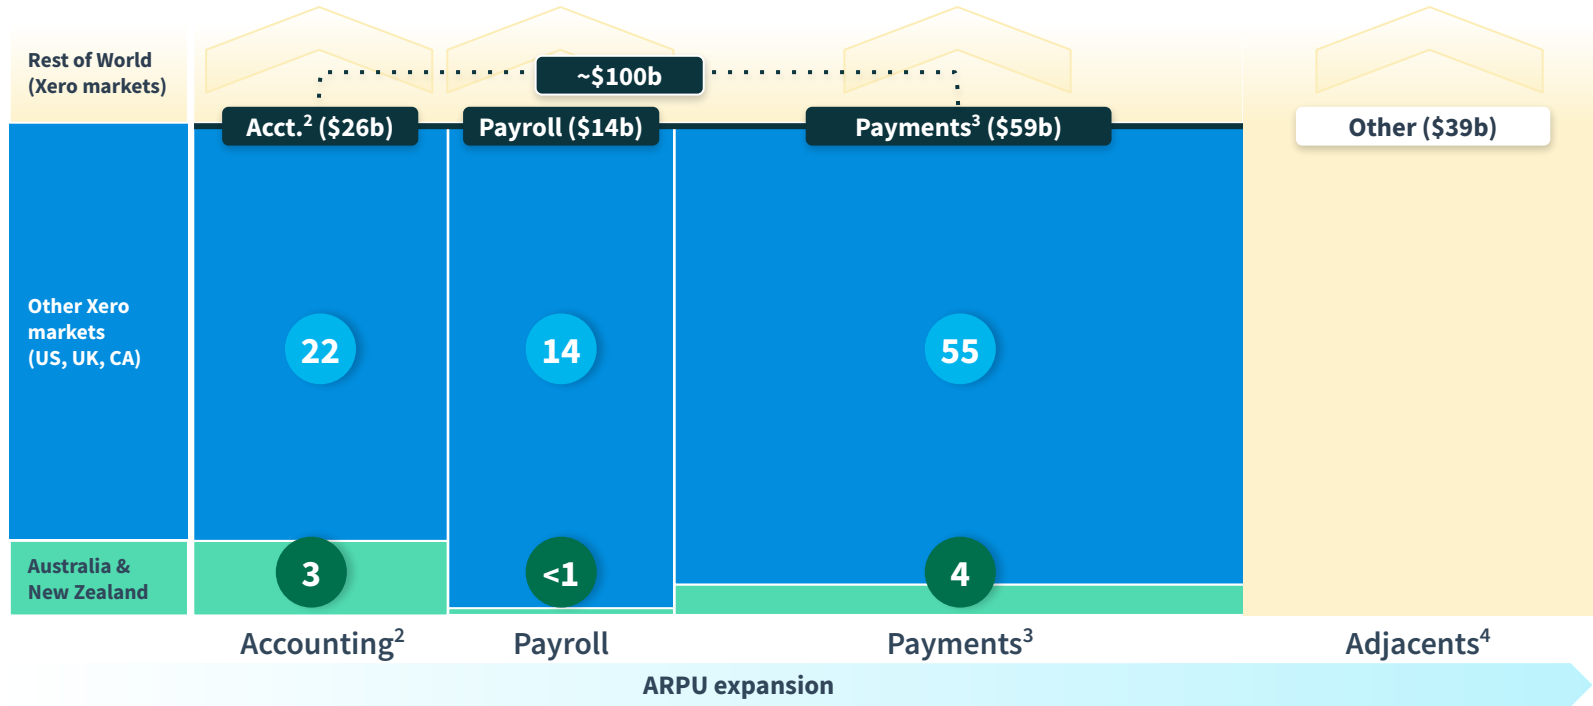 Rest of World
(Xero markets)
~$100b
Acct.² ($26b)
Payroll ($14b)
Payments³ ($59b)
Other ($39b)
Other Xero
markets
(US, UK, CA)
22
14
55
Australia &
New Zealand
3
<1
4
Accounting²
Payroll
Payments³
Adjacents⁴
ARPU expansion